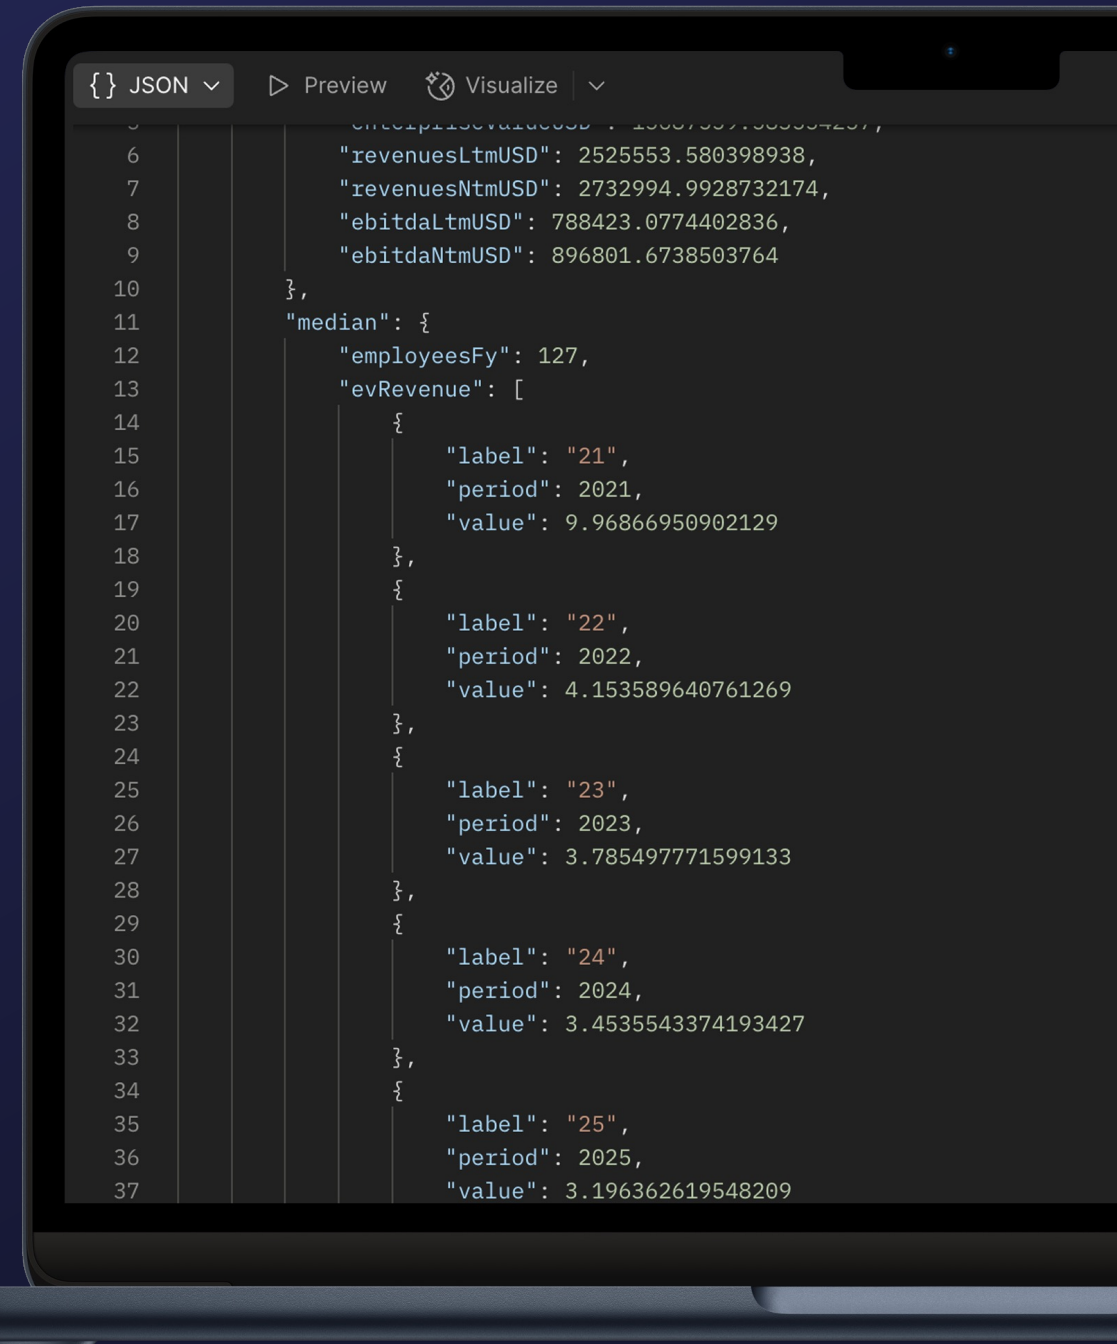 {} JSON Preview Visualize
6 "revenuesLtmUSD": 2525553.580398938,
7 "revenuesNtmUSD": 2732994.9928732174,
8 "ebitdaLtmUSD": 788423.0774402836,
9 "ebitdaNtmUSD": 896801.6738503764
10 },
11 "median": {
12 "employeesFy": 127,
13 "evRevenue": [
14 {
15 "label": "21",
16 "period": 2021,
17 "value": 9.96866950902129
18 },
19 {
20 "label": "22",
21 "period": 2022,
22 "value": 4.153589640761269
23 },
24 {
25 "label": "23",
26 "period": 2023,
27 "value": 3.785497771599133
28 },
29 {
30 "label": "24",
31 "period": 2024,
32 "value": 3.4535543374193427
33 },
34 {
35 "label": "25",
36 "period": 2025,
37 "value": 3.196362619548209